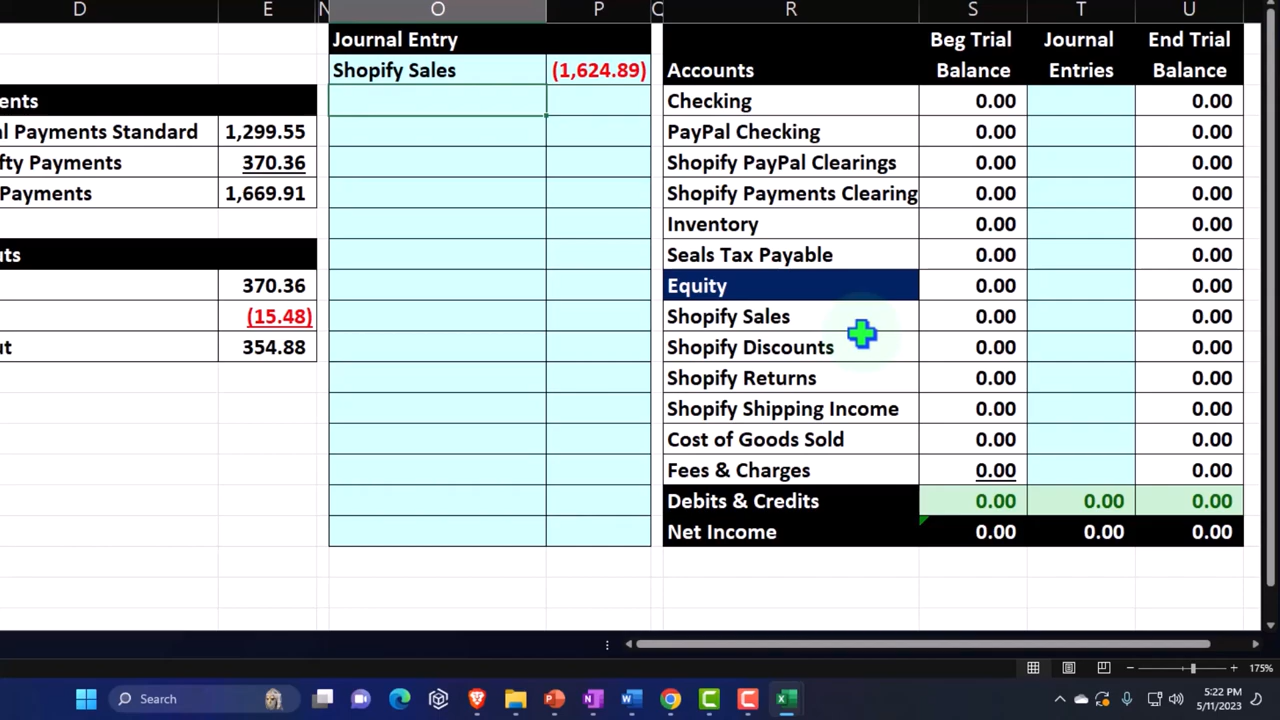 D E N O P C R S T U
Journal Entry Beg Trial Journal End Trial
Shopify Sales (1,624.89) Accounts Balance Entries Balance
ents Checking 0.00 0.00
al Payments Standard 1,299.55 PayPal Checking 0.00 0.00
fty Payments 370.36 Shopify PayPal Clearings 0.00 0.00
Payments 1,669.91 Shopify Payments Clearing 0.00 0.00
Inventory 0.00 0.00
uts Seals Tax Payable 0.00 0.00
370.36 Equity 0.00 0.00
(15.48) Shopify Sales 0.00 0.00
ut 354.88 Shopify Discounts 0.00 0.00
Shopify Returns 0.00 0.00
Shopify Shipping Income 0.00 0.00
Cost of Goods Sold 0.00 0.00
Fees & Charges 0.00 0.00
Debits & Credits 0.00 0.00 0.00
Net Income 0.00 0.00 0.00
175%
Search
5:22 PM
5/11/2023